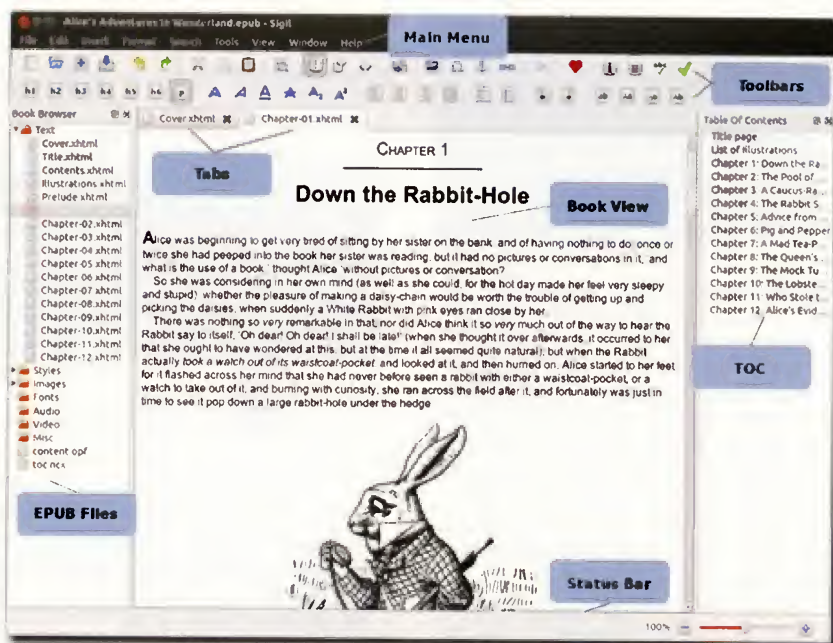 Alice's Adventures In Wonderland.epub - Sigil
File Edit Insert Format Search Tools View Window Help
Main Menu
h1 h2 h3 h4 h5 h6 p A A A A₂ A²
Toolbars
Book Browser
Text
Cover.xhtml
Title.xhtml
Contents.xhtml
Illustrations.xhtml
Prelude.xhtml
Chapter-02.xhtml
Chapter-03.xhtml
Chapter-04.xhtml
Chapter-05.xhtml
Chapter-06.xhtml
Chapter-07.xhtml
Chapter-08.xhtml
Chapter-09.xhtml
Chapter-10.xhtml
Chapter-11.xhtml
Chapter-12.xhtml
Styles
Images
Fonts
Audio
Video
Misc
content.opf
toc.ncx
EPUB Files
Cover.xhtml Chapter-01.xhtml
Tabs
CHAPTER 1
Down the Rabbit-Hole
Book View
Alice was beginning to get very tired of sitting by her sister on the bank, and of having nothing to do: once or
twice she had peeped into the book her sister was reading, but it had no pictures or conversations in it, 'and
what is the use of a book,' thought Alice 'without pictures or conversation?'
So she was considering in her own mind (as well as she could, for the hot day made her feel very sleepy
and stupid), whether the pleasure of making a daisy-chain would be worth the trouble of getting up and
picking the daisies, when suddenly a White Rabbit with pink eyes ran close by her.
There was nothing so very remarkable in that; nor did Alice think it so very much out of the way to hear the
Rabbit say to itself, 'Oh dear! Oh dear! I shall be late!' (when she thought it over afterwards, it occurred to her
that she ought to have wondered at this, but at the time it all seemed quite natural); but when the Rabbit
actually took a watch out of its waistcoat-pocket, and looked at it, and then hurried on, Alice started to her feet,
for it flashed across her mind that she had never before seen a rabbit with either a waistcoat-pocket, or a
watch to take out of it, and burning with curiosity, she ran across the field after it, and fortunately was just in
time to see it pop down a large rabbit-hole under the hedge.
Status Bar
Table Of Contents
Title page
List of Illustrations
Chapter 1: Down the Ra...
Chapter 2: The Pool of ...
Chapter 3: A Caucus-Ra...
Chapter 4: The Rabbit S...
Chapter 5: Advice from ...
Chapter 6: Pig and Pepper
Chapter 7: A Mad Tea-P...
Chapter 8: The Queen's ...
Chapter 9: The Mock Tu...
Chapter 10: The Lobste...
Chapter 11: Who Stole t...
Chapter 12: Alice's Evid...
TOC
100%